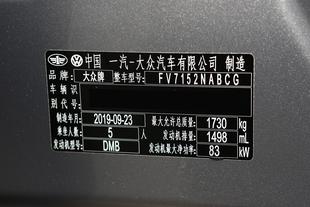 中国 一汽-大众汽车有限公司 制造
品牌 大众牌 整车型号: FV7152NABCG
车辆识别代号:
制造年月 2019-09-23 最大允许总质量: 1730 kg
乘坐人数 5 人 发动机排量: 1498 mL
发动机型号: DMB 发动机最大净功率: 83 kW